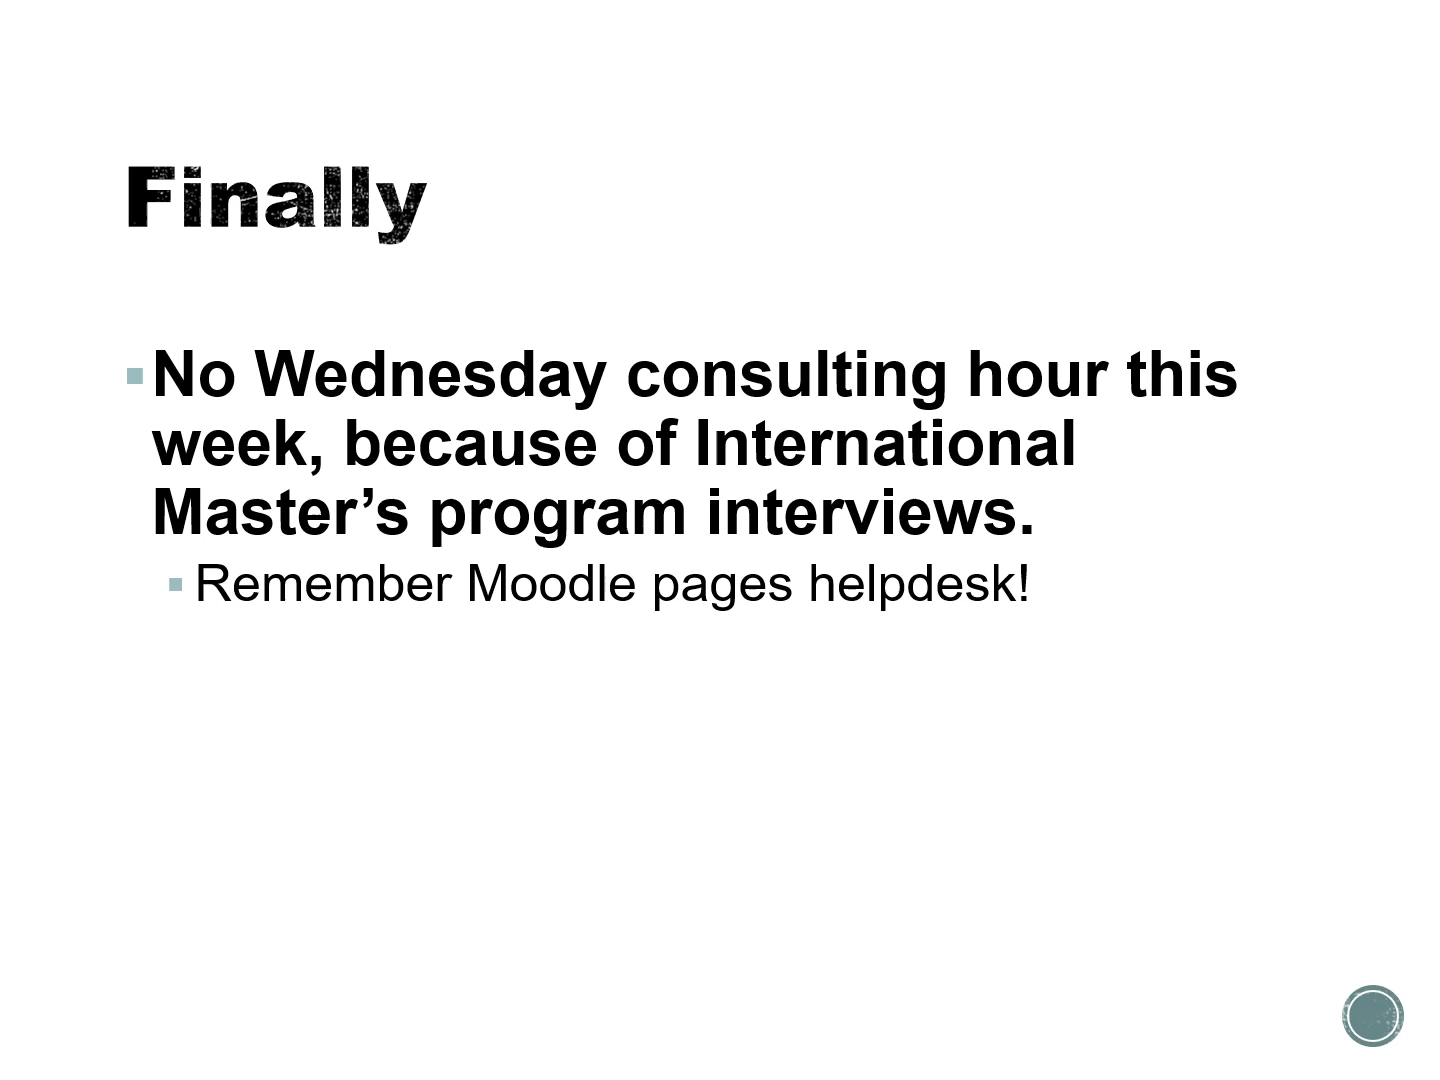 Finally
No Wednesday consulting hour this
week, because of International
Master’s program interviews.
Remember Moodle pages helpdesk!